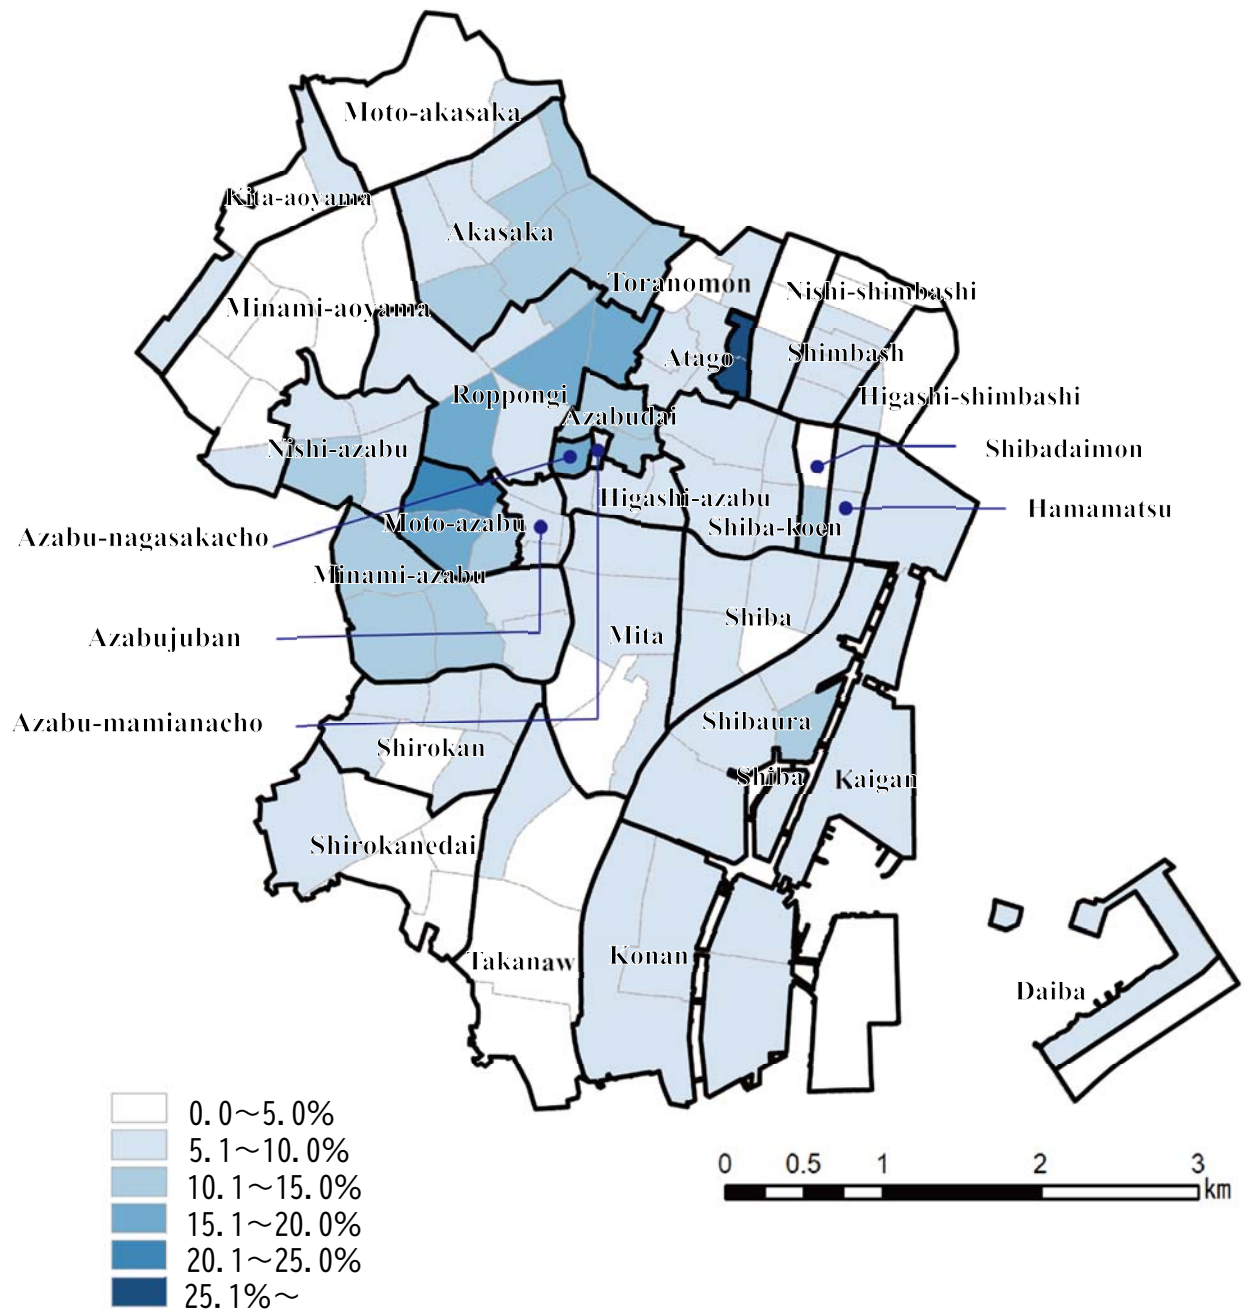 Moto-akasaka
Kita-aoyama
Akasaka
Toranomon
Nishi-shimbashi
Minami-aoyama
Atago
Shimbash
Roppongi
Higashi-shimbashi
Azabudai
Nishi-azabu
Shibadaimon
Higashi-azabu
Hamamatsu
Moto-azabu
Shiba-koen
Azabu-nagasakacho
Minami-azabu
Shiba
Azabujuban
Mita
Azabu-mamianacho
Shibaura
Shirokan
Shiba
Kaigan
Shirokanedai
Takanaw
Konan
Daiba
0.0～5.0%
5.1～10.0%
10.1～15.0%
15.1～20.0%
20.1～25.0%
25.1%～
0 0.5 1 2 3
km